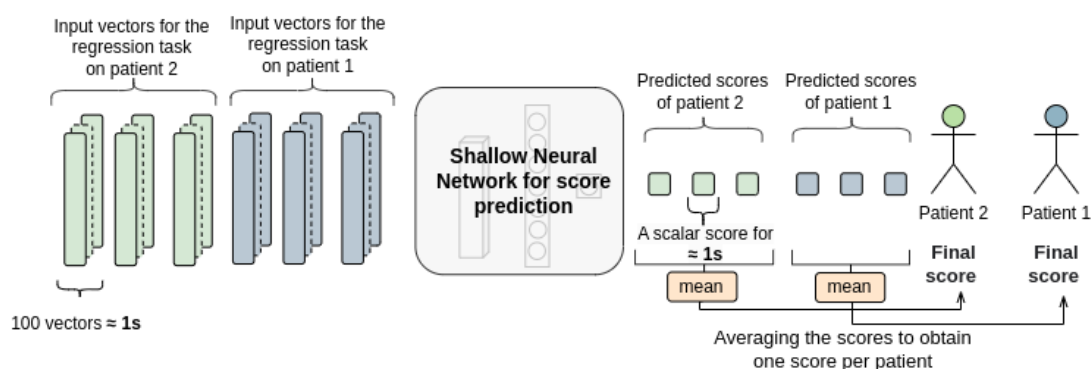 Input vectors for the
regression task
on patient 2
Input vectors for the
regression task
on patient 1
100 vectors ≈ 1s
Shallow Neural
Network for score
prediction
Predicted scores
of patient 2
Predicted scores
of patient 1
A scalar score for
≈ 1s
mean
mean
Patient 2
Patient 1
Final
score
Final
score
Averaging the scores to obtain
one score per patient